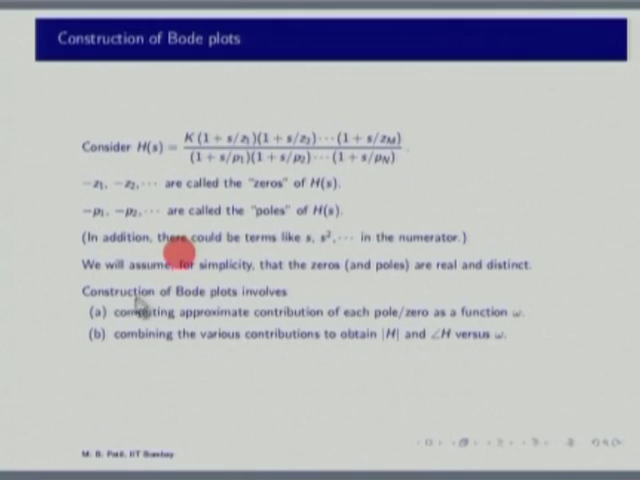 Construction of Bode plots
Consider H(s) = K (1 + s/z₁)(1 + s/z₂) ··· (1 + s/z_M) / (1 + s/p₁)(1 + s/p₂) ··· (1 + s/p_N) .
−z₁, −z₂, ··· are called the "zeros" of H(s).
−p₁, −p₂, ··· are called the "poles" of H(s).
(In addition, there could be terms like s, s², ··· in the numerator.)
We will assume, for simplicity, that the zeros (and poles) are real and distinct.
Construction of Bode plots involves
(a) computing approximate contribution of each pole/zero as a function ω.
(b) combining the various contributions to obtain |H| and ∠H versus ω.
M. B. Patil, IIT Bombay